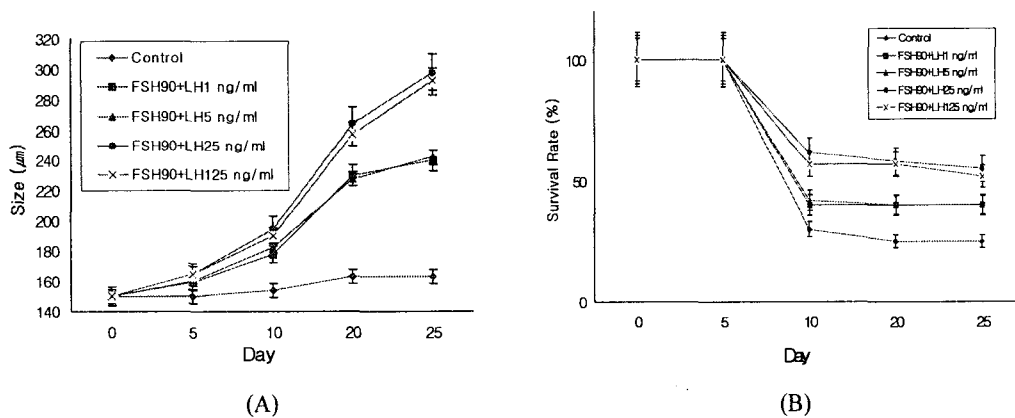 320
300
280
260
240
220
200
180
160
140
Size (㎛)
Control
FSH90+LH1 ng/ml
FSH90+LH5 ng/ml
FSH90+LH25 ng/ml
FSH90+LH125 ng/ml
0 5 10 20 25
Day
(A)
100
50
0
Survival Rate (%)
Control
FSH90+LH1 ng/ml
FSH90+LH5 ng/ml
FSH90+LH25 ng/ml
FSH90+LH125 ng/ml
0 5 10 20 25
Day
(B)